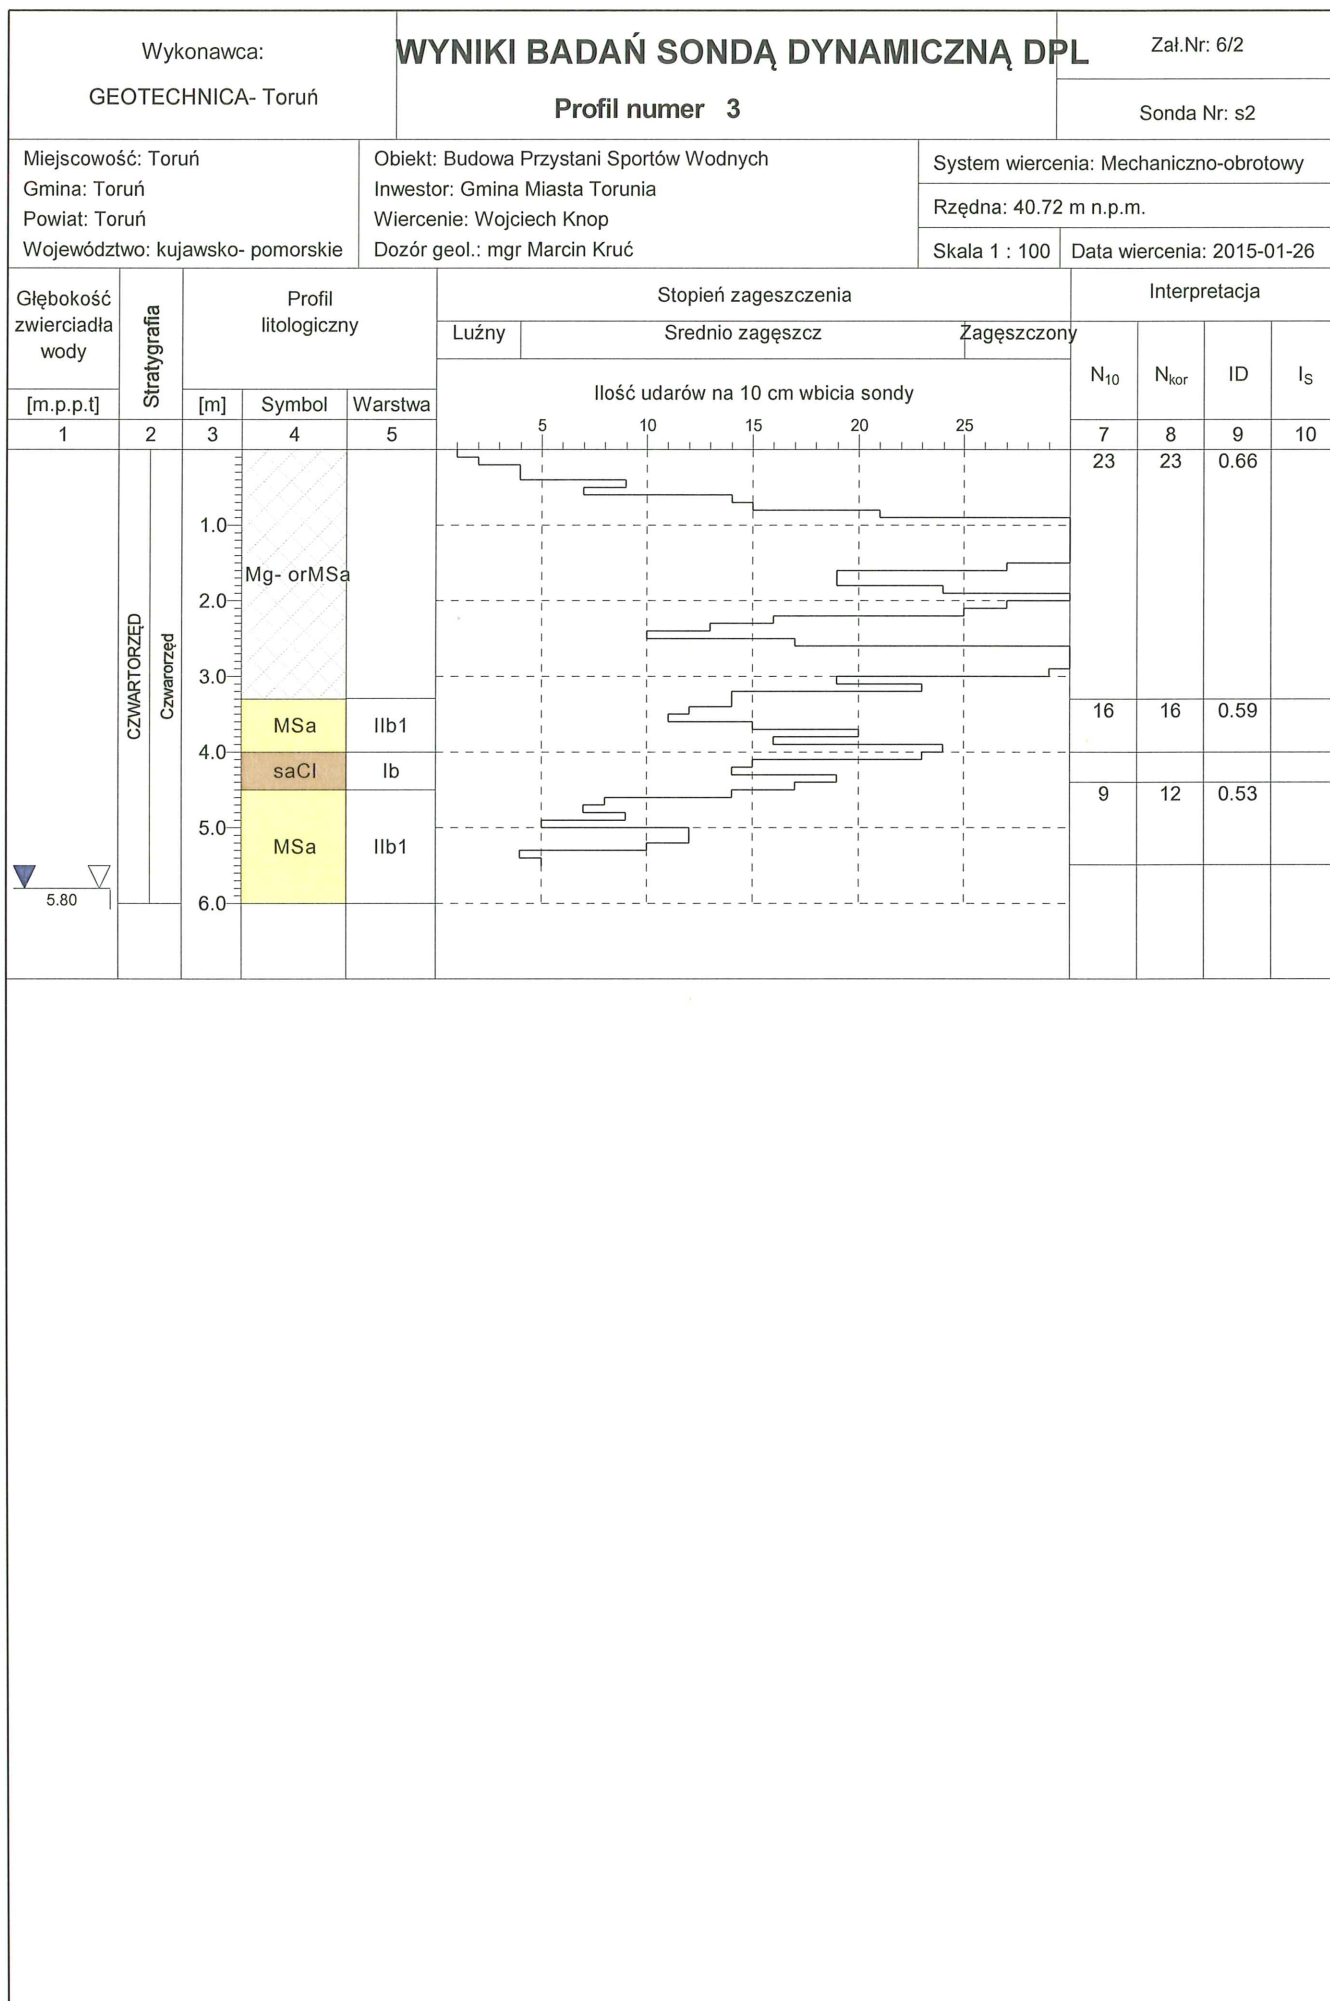 Wykonawca:
GEOTECHNICA- Toruń
WYNIKI BADAŃ SONDĄ DYNAMICZNĄ DPL
Profil numer 3
Zał.Nr: 6/2
Sonda Nr: s2
Miejscowość: Toruń
Gmina: Toruń
Powiat: Toruń
Województwo: kujawsko- pomorskie
Obiekt: Budowa Przystani Sportów Wodnych
Inwestor: Gmina Miasta Torunia
Wiercenie: Wojciech Knop
Dozór geol.: mgr Marcin Kruć
System wiercenia: Mechaniczno-obrotowy
Rzędna: 40.72 m n.p.m.
Skala 1 : 100
Data wiercenia: 2015-01-26
Głębokość
zwierciadła
wody
[m.p.p.t]
Stratygrafia
Profil
litologiczny
[m]
Symbol
Warstwa
Stopień zageszczenia
Luźny
Srednio zagęszcz
Zagęszczony
Ilość udarów na 10 cm wbicia sondy
5 10 15 20 25
Interpretacja
N10
Nkor
ID
IS
1 2 3 4 5 7 8 9 10
CZWARTORZĘD
Czwarorzęd
1.0
2.0
3.0
4.0
5.0
6.0
Mg- orMSa
MSa IIb1
saCl Ib
MSa IIb1
23 23 0.66
16 16 0.59
9 12 0.53
5.80